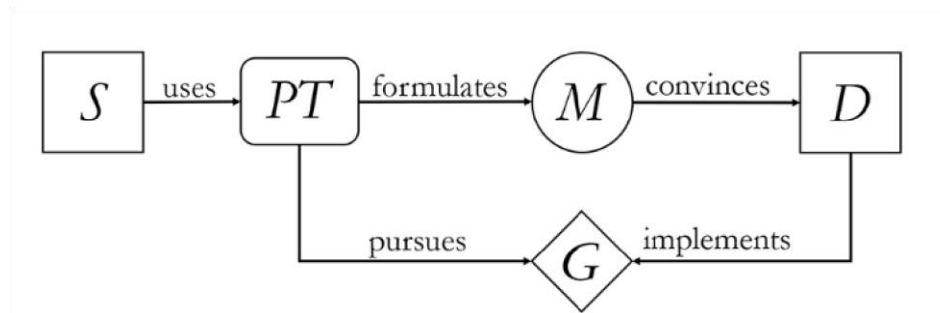 S uses PT formulates M convinces D
pursues G implements